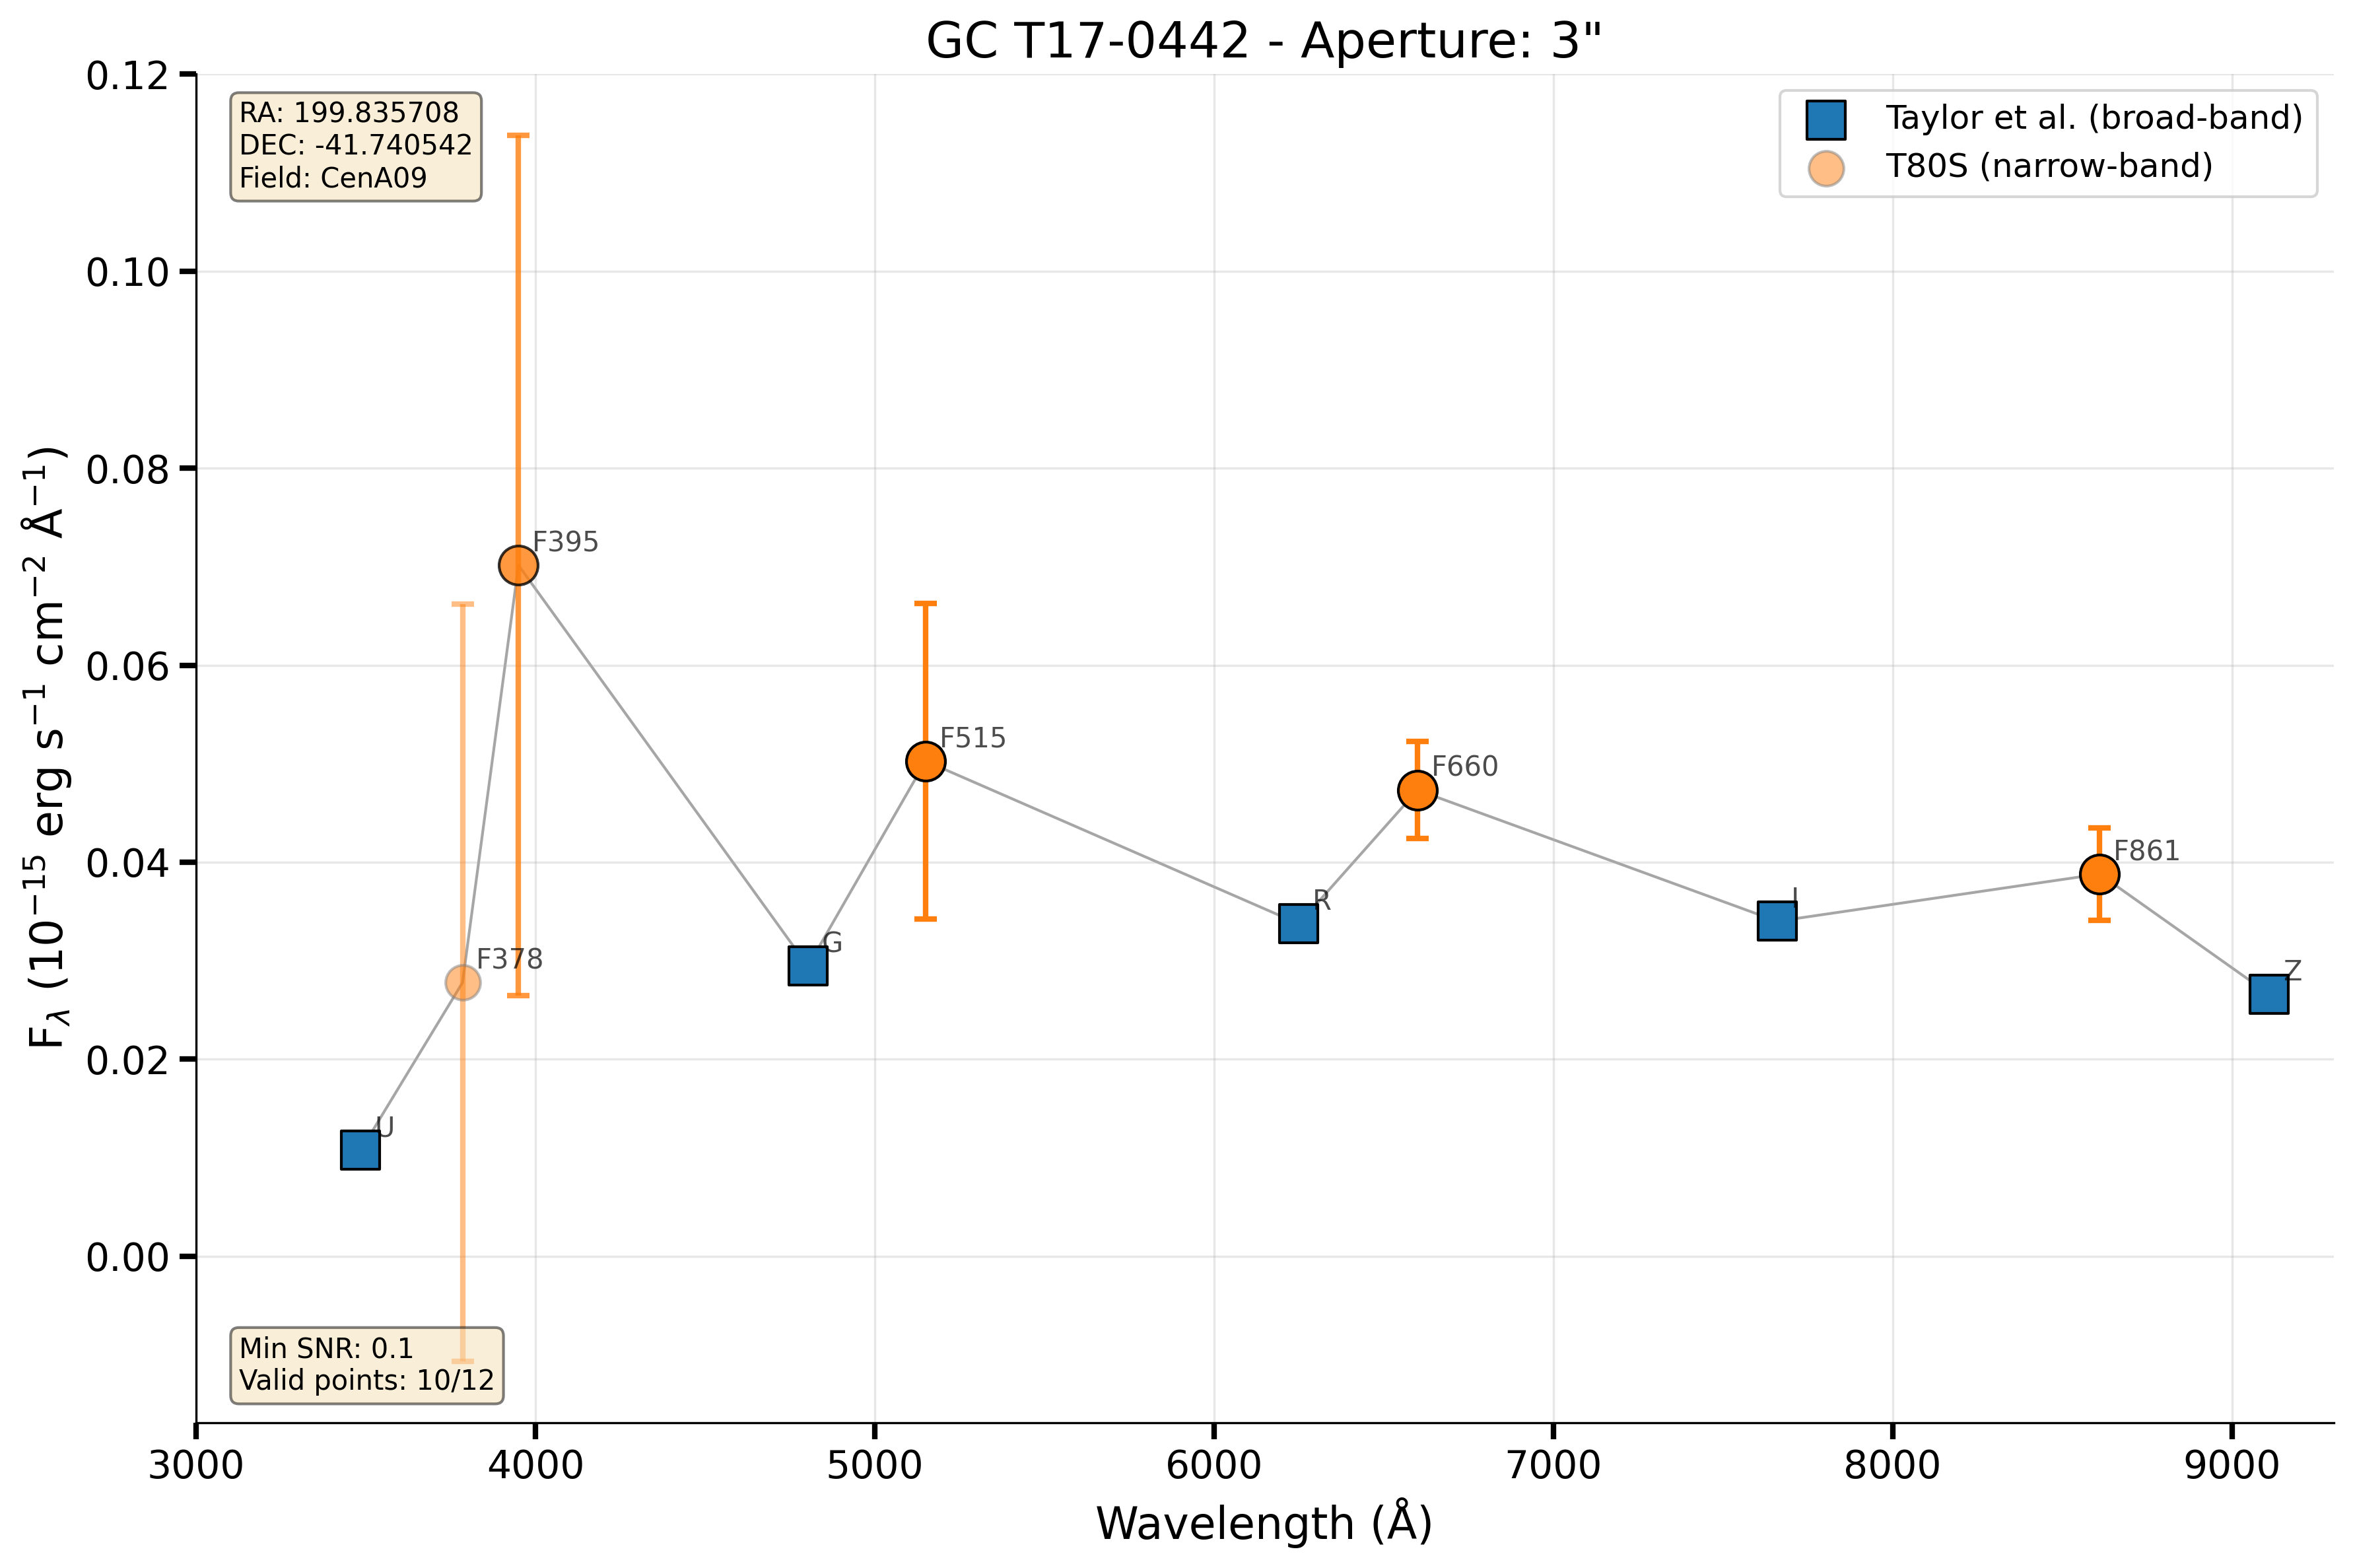 GC T17-0442 - Aperture: 3"
RA: 199.835708
DEC: -41.740542
Field: CenA09
Taylor et al. (broad-band)
T80S (narrow-band)
0.12
0.10
0.08
0.06
0.04
0.02
0.00
F_λ (10⁻¹⁵ erg s⁻¹ cm⁻² Å⁻¹)
F395
F515
F660
F861
R
I
G
F378
Z
U
Min SNR: 0.1
Valid points: 10/12
3000 4000 5000 6000 7000 8000 9000
Wavelength (Å)